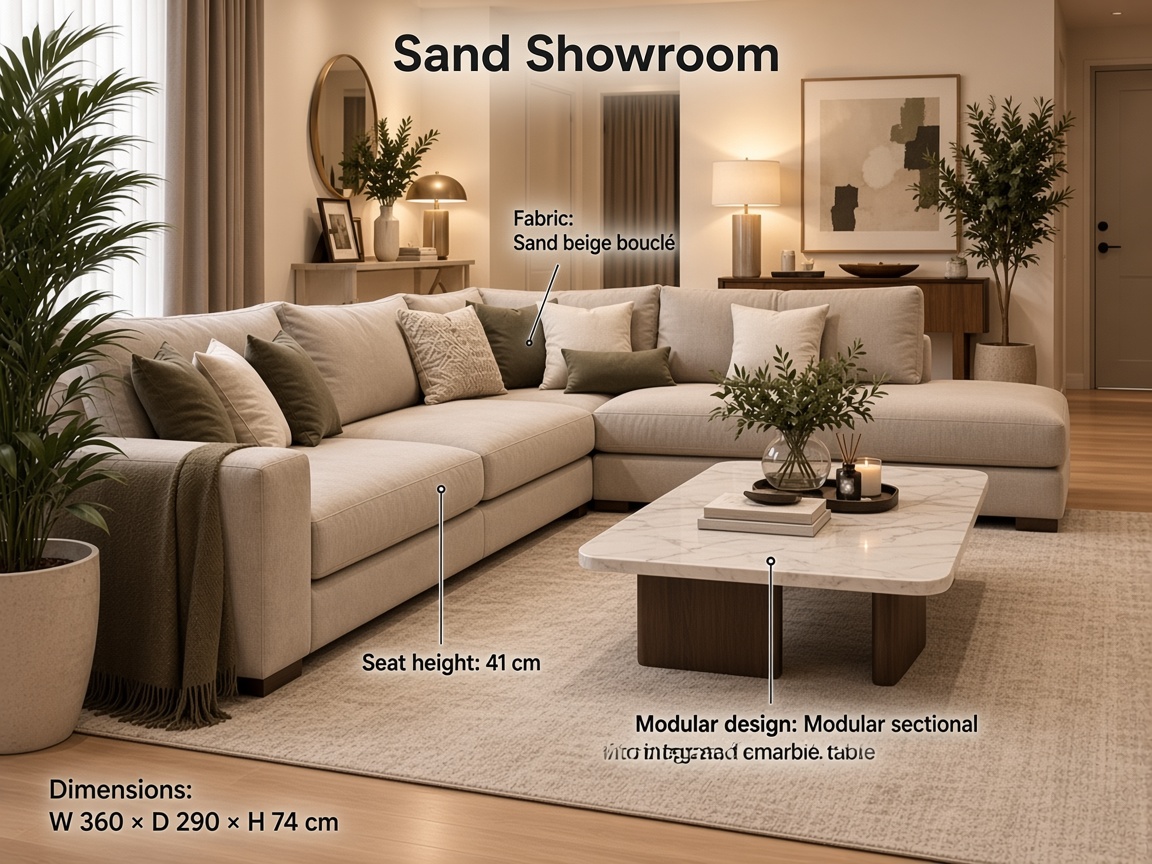 Sand Showroom
Fabric:
Sand beige bouclé
Seat height: 41 cm
Modular design: Modular sectional
table
Dimensions:
W 360 × D 290 × H 74 cm